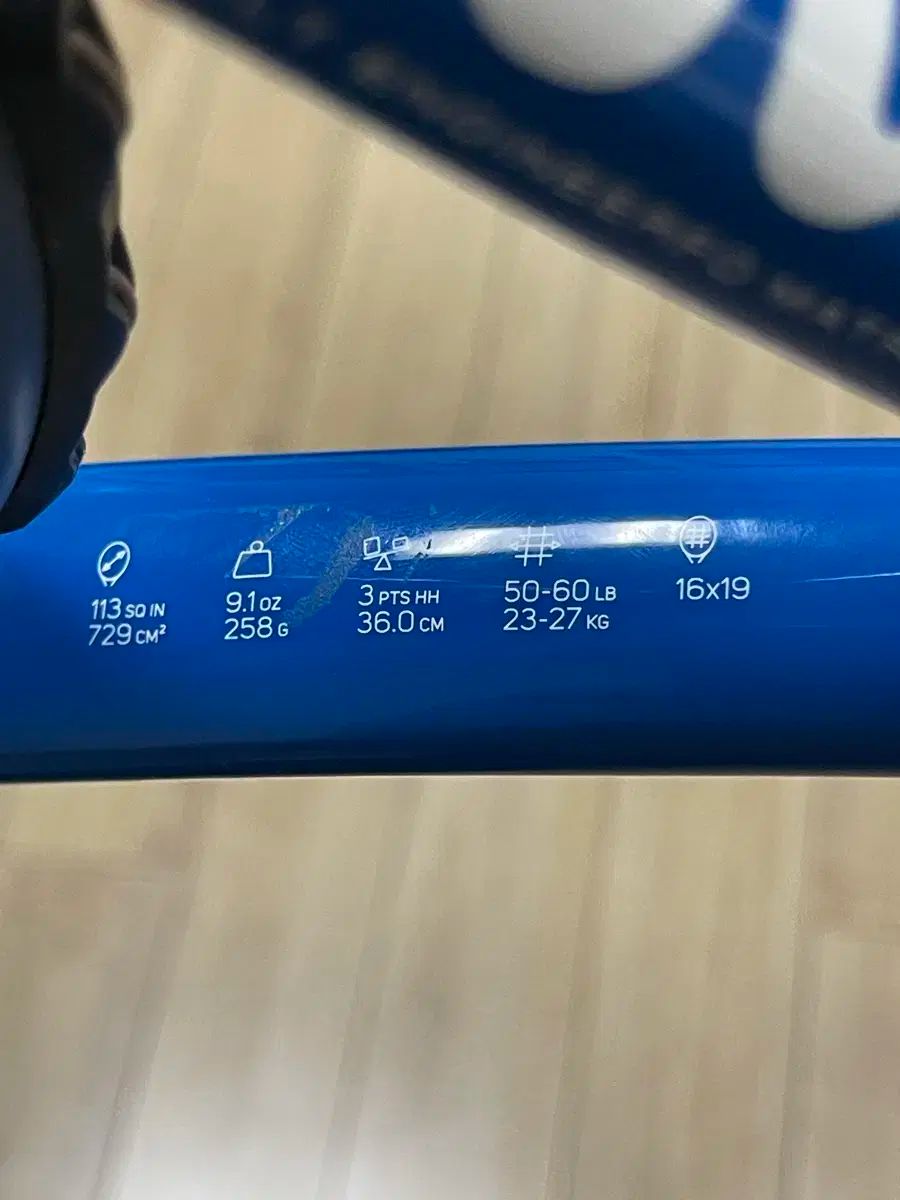 113 SQ IN
729 CM²
9.1 OZ
258 G
3 PTS HH
36.0 CM
50-60 LB
23-27 KG
16x19